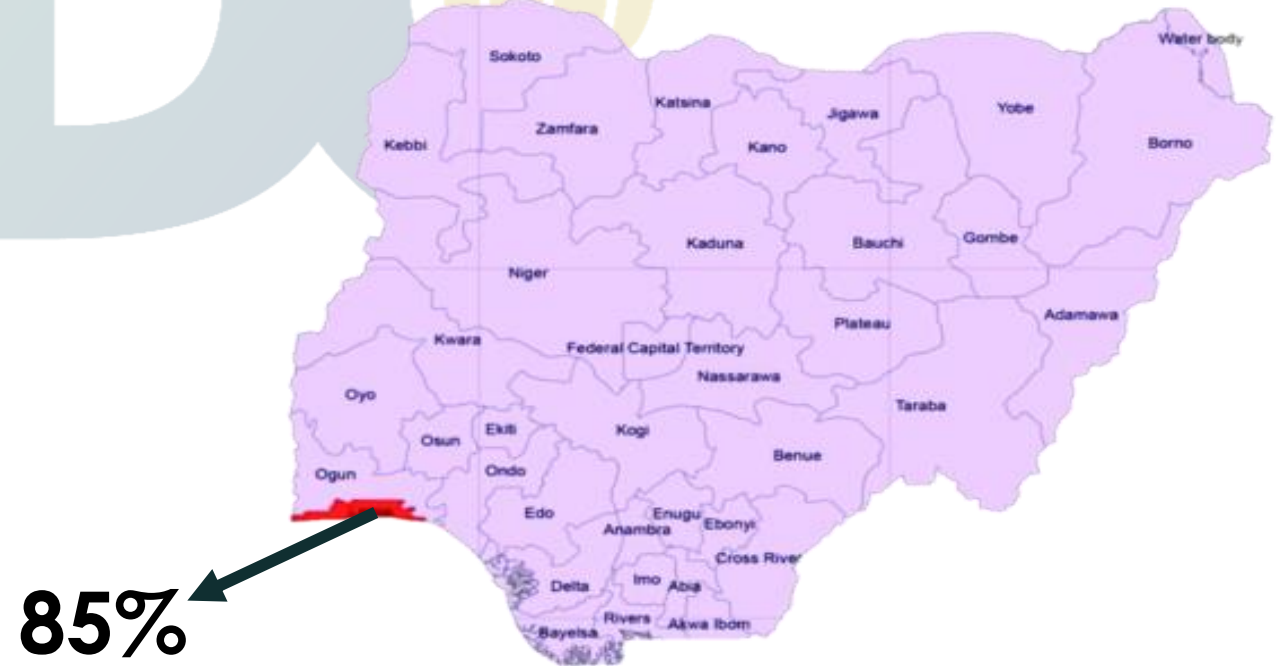 Water body
Sokoto
Katsina
Yobe
Jigawa
Zamfara
Kebbi
Kano
Borno
Kaduna
Bauchi
Gombe
Niger
Adamawa
Plateau
Kwara
Federal Capital Territory
Nassarawa
Oyo
Taraba
Ekiti
Kogi
Osun
Benue
Ogun
Ondo
Edo
Enugu
Ebonyi
Anambra
Cross River
Imo
Abia
Delta
Rivers
Akwa Ibom
Bayelsa
85%